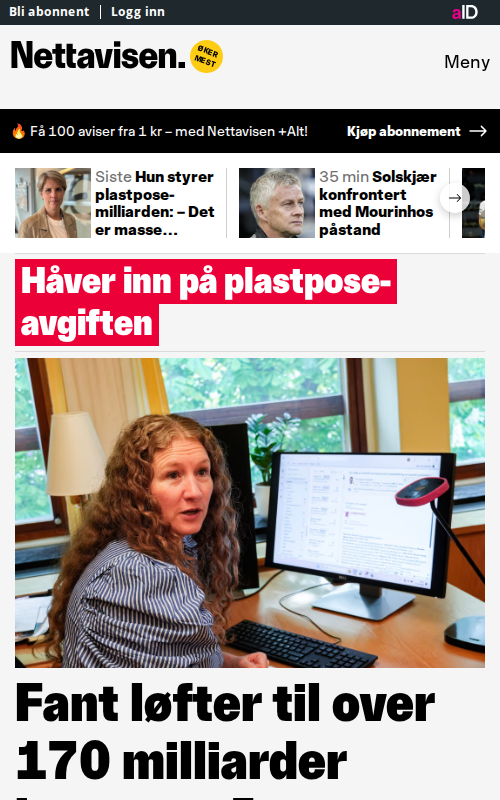 Bli abonnent Logg inn aID
Nettavisen. ØKER MEST
Meny
🔥 Få 100 aviser fra 1 kr – med Nettavisen +Alt! Kjøp abonnement →
Siste Hun styrer
plastpose-
milliarden: – Det
er masse...
35 min Solskjær
konfrontert
med Mourinhos
påstand
Håver inn på plastpose-
avgiften
Fant løfter til over
170 milliarder